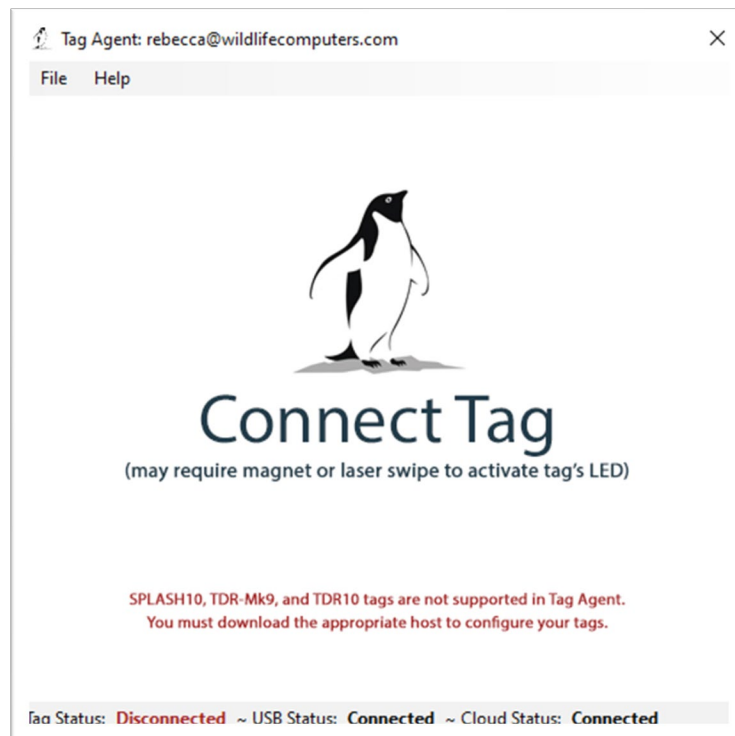 Tag Agent: rebecca@wildlifecomputers.com
File Help
Connect Tag
(may require magnet or laser swipe to activate tag's LED)
SPLASH10, TDR-Mk9, and TDR10 tags are not supported in Tag Agent.
You must download the appropriate host to configure your tags.
Tag Status: Disconnected ~ USB Status: Connected ~ Cloud Status: Connected